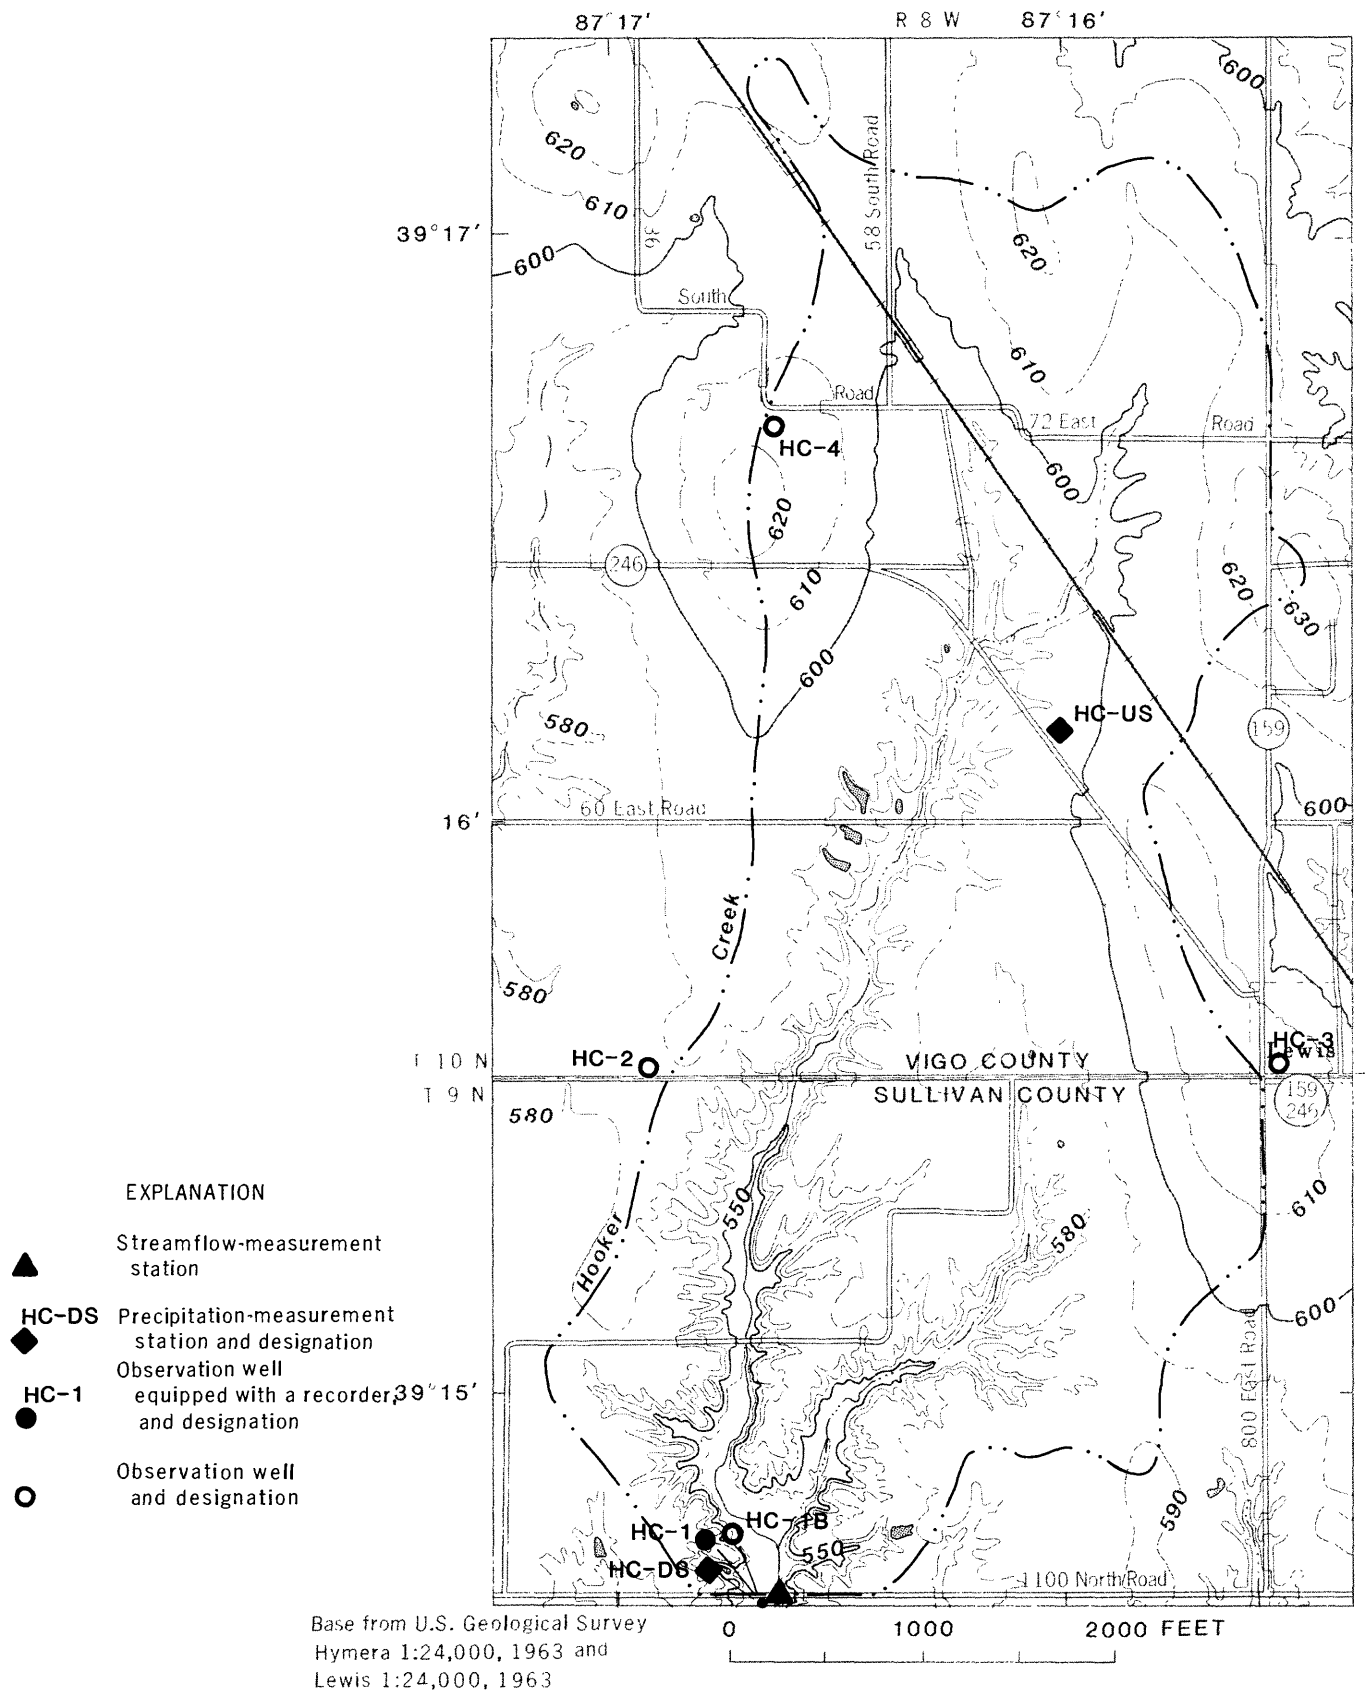 87°17' R 8 W 87°16'
600
620
610
39°17'
36
58 South Road
600
620
South
610
Road
72 East
Road
HC-4
600
620
246
610
620
630
600
580
HC-US
159
60 East Road
600
16'
Creek
580
HC-2
HC-3
Lewis
T 10 N
VIGO COUNTY
T 9 N
SULLIVAN COUNTY
580
159
246
EXPLANATION
550
580
610
Hooker
Streamflow-measurement
station
HC-DS Precipitation-measurement
station and designation
600
Observation well
HC-1 equipped with a recorder,
and designation
39°15'
800 East Road
Observation well
and designation
590
HC-1
HC-1B
550
HC-DS
1100 North Road
Base from U.S. Geological Survey
Hymera 1:24,000, 1963 and
Lewis 1:24,000, 1963
0 1000 2000 FEET